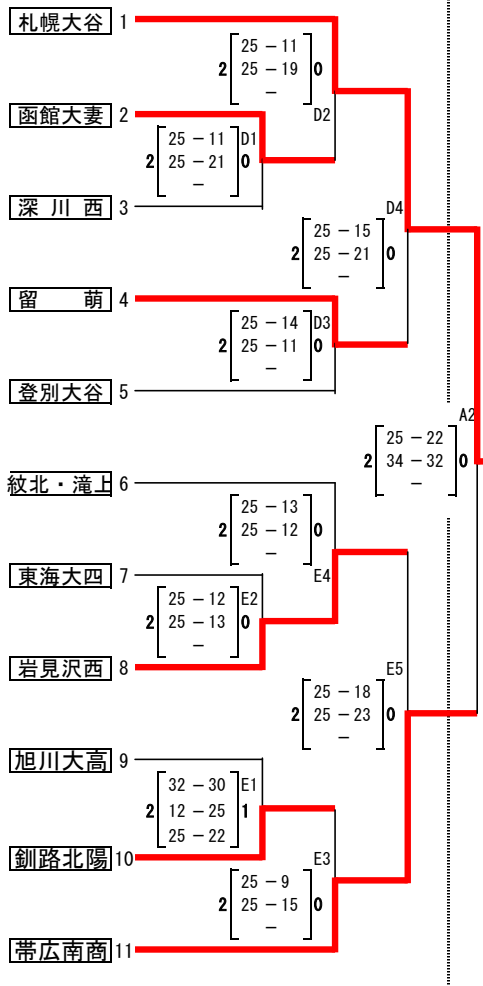 札幌大谷 1
25 − 11
2 25 − 19 0
−
D2
函館大妻 2
25 − 11 D1
2 25 − 21 0
−
深川西 3
D4
25 − 15
2 25 − 21 0
−
留萌 4
25 − 14 D3
2 25 − 11 0
−
登別大谷 5
A2
25 − 22
2 34 − 32 0
−
紋北・滝上 6
25 − 13
2 25 − 12 0
−
東海大四 7
E4
25 − 12 E2
2 25 − 13 0
−
岩見沢西 8
E5
25 − 18
2 25 − 23 0
−
旭川大高 9
32 − 30 E1
2 12 − 25 1
25 − 22
釧路北陽 10
E3
25 − 9
2 25 − 15 0
−
帯広南商 11